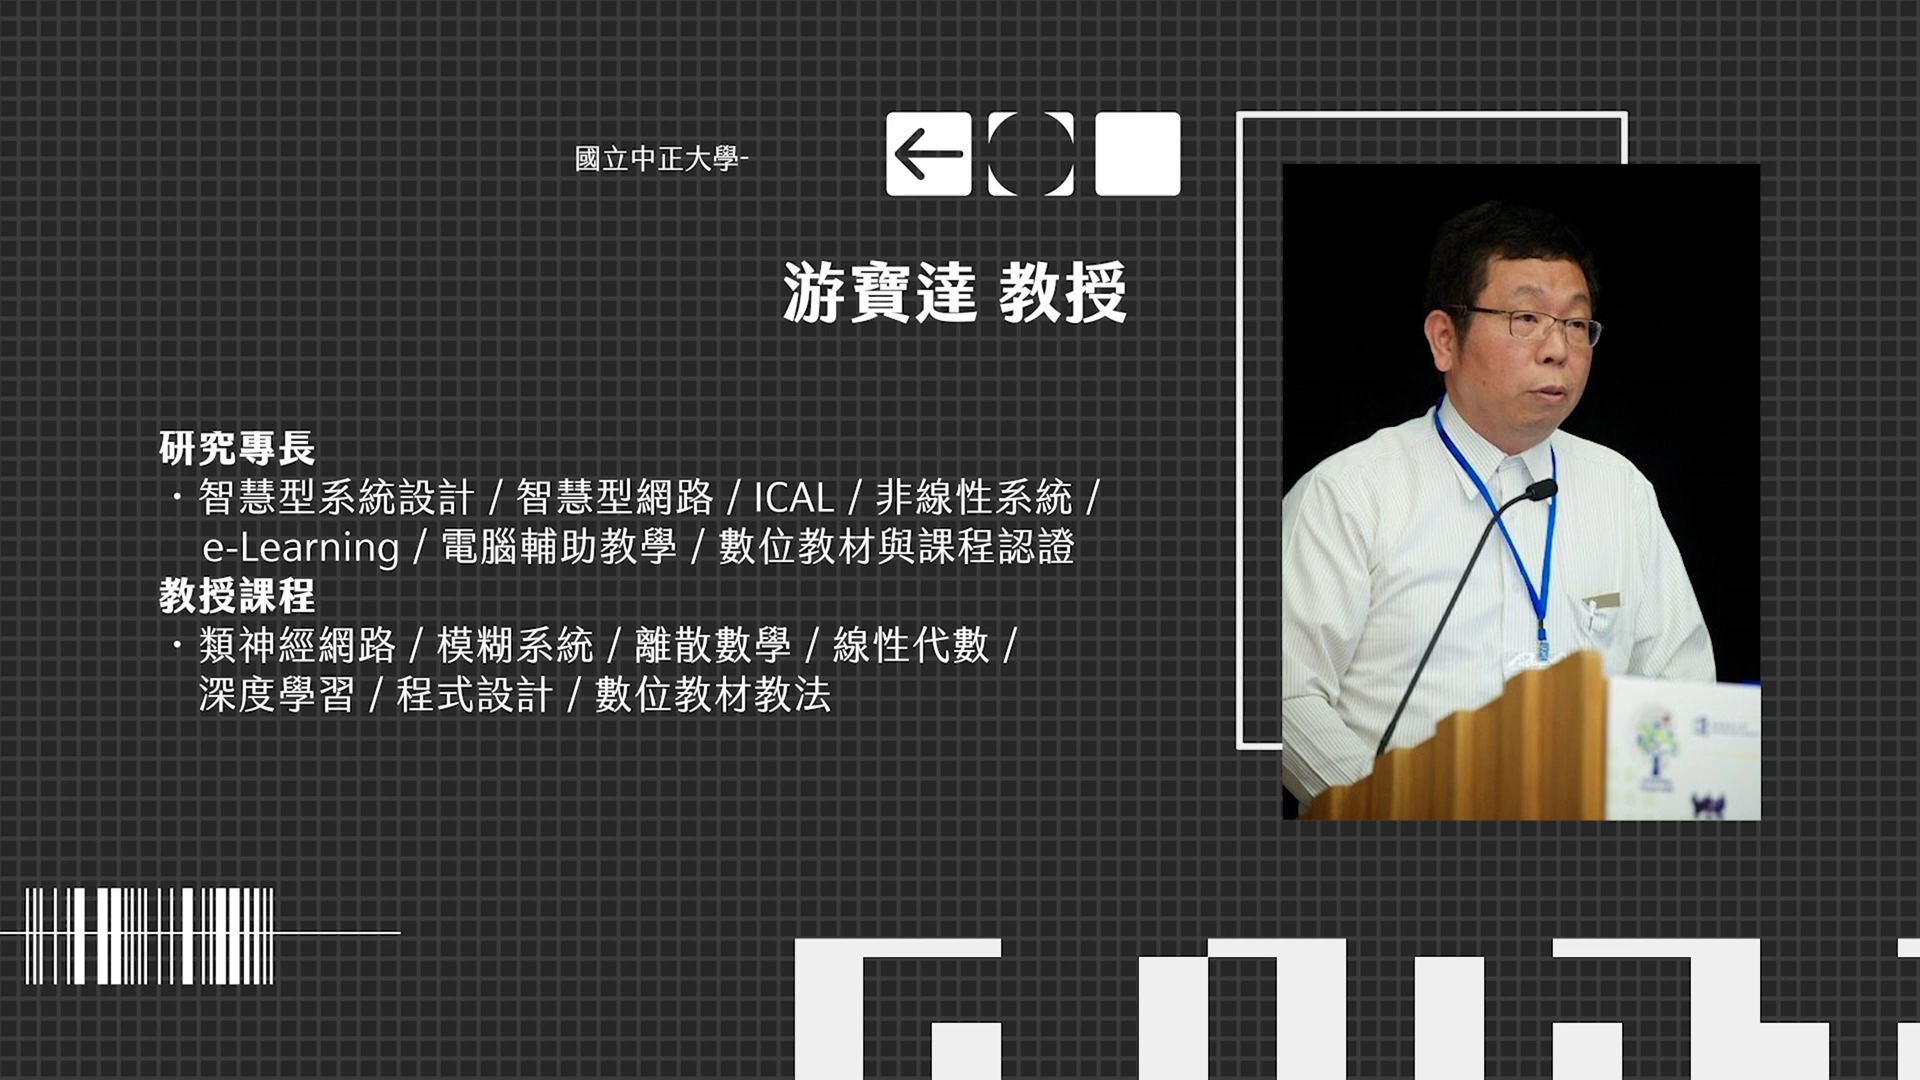 國立中正大學-
游寶達 教授
研究專長
・智慧型系統設計 / 智慧型網路 / ICAL / 非線性系統 /
e-Learning / 電腦輔助教學 / 數位教材與課程認證
教授課程
・類神經網路 / 模糊系統 / 離散數學 / 線性代數 /
深度學習 / 程式設計 / 數位教材教法